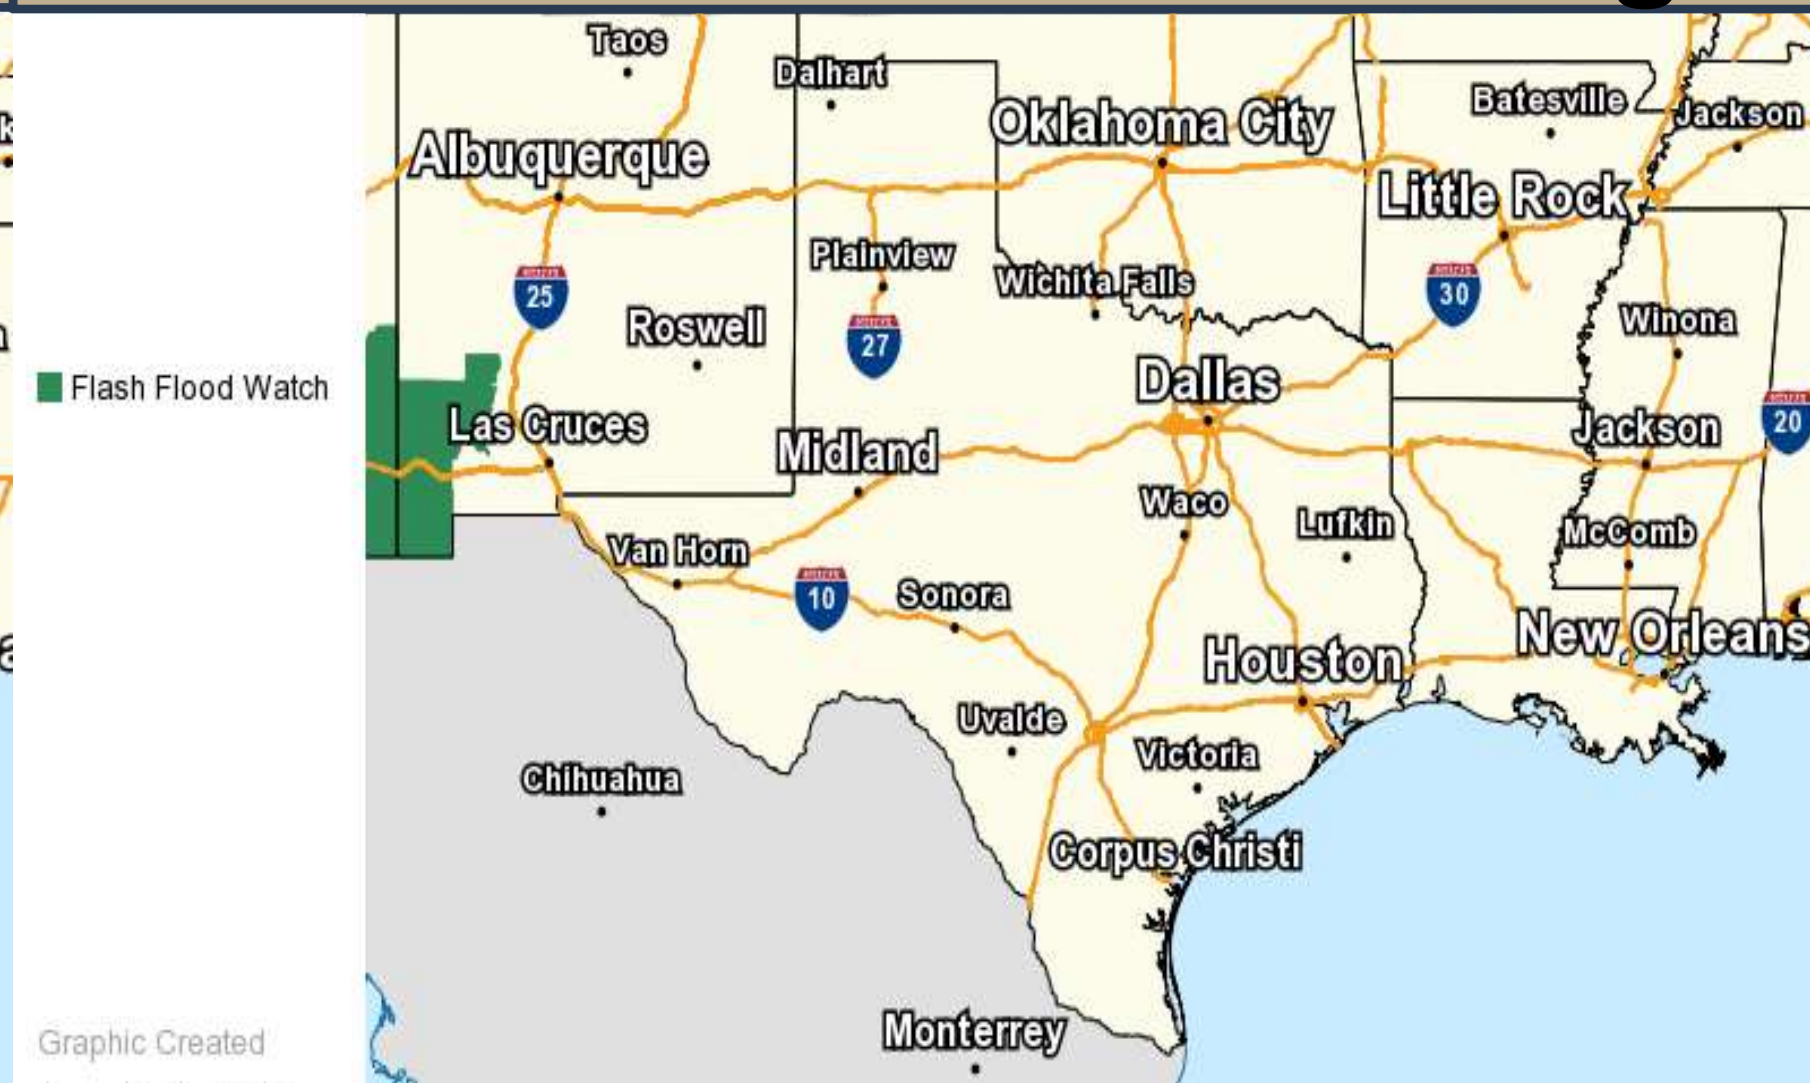 Taos
Dalhart
Oklahoma City
Batesville
Jackson
Albuquerque
Little Rock
Plainview
Wichita Falls
25
30
Roswell
27
Winona
Flash Flood Watch
Dallas
Las Cruces
Midland
Jackson
20
Waco
Lufkin
McComb
Van Horn
10
Sonora
New Orleans
Houston
Uvalde
Victoria
Chihuahua
Corpus Christi
Monterrey
Graphic Created